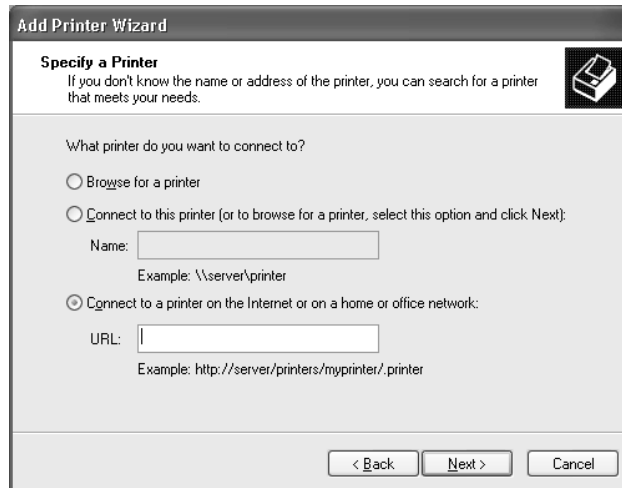 Add Printer Wizard
Specify a Printer
If you don't know the name or address of the printer, you can search for a printer
that meets your needs.
What printer do you want to connect to?
Browse for a printer
Connect to this printer (or to browse for a printer, select this option and click Next):
Name:
Example: \\server\printer
Connect to a printer on the Internet or on a home or office network:
URL:
Example: http://server/printers/myprinter/.printer
< Back Next > Cancel